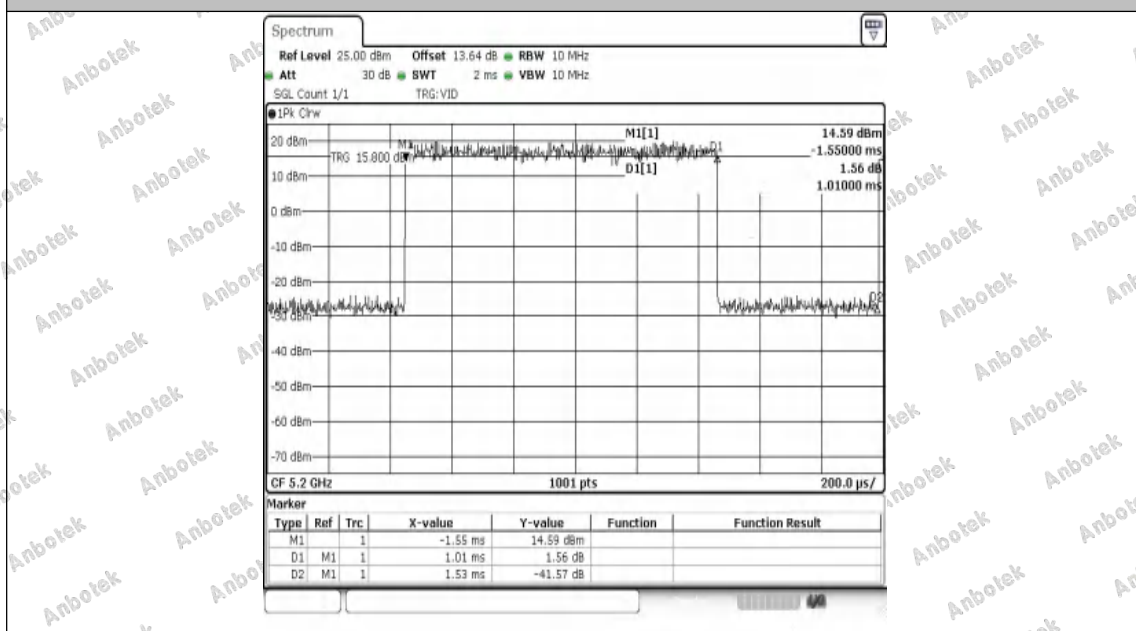 Spectrum
Ref Level 25.00 dBm Offset 13.64 dB RBW 10 MHz
Att 30 dB SWT 2 ms VBW 10 MHz
SGL Count 1/1 TRG:VID
1Pk Clrw
M1[1] 14.59 dBm
-1.55000 ms
D1[1] 1.56 dB
1.01000 ms
20 dBm
M1
D1
TRG 15.800 dB
10 dBm
0 dBm
-10 dBm
-20 dBm
D2
-30 dBm
-40 dBm
-50 dBm
-60 dBm
-70 dBm
CF 5.2 GHz 1001 pts 200.0 µs/
Marker
Type Ref Trc X-value Y-value Function Function Result
M1 1 -1.55 ms 14.59 dBm
D1 M1 1 1.01 ms 1.56 dB
D2 M1 1 1.53 ms -41.57 dB
Anbotek